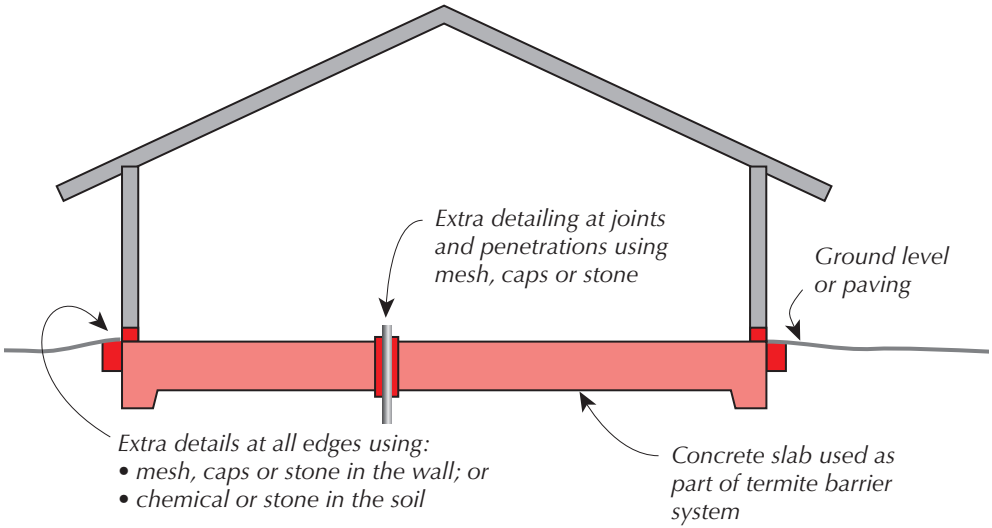 Extra detailing at joints
and penetrations using
mesh, caps or stone
Ground level
or paving
Extra details at all edges using:
• mesh, caps or stone in the wall; or
• chemical or stone in the soil
Concrete slab used as
part of termite barrier
system